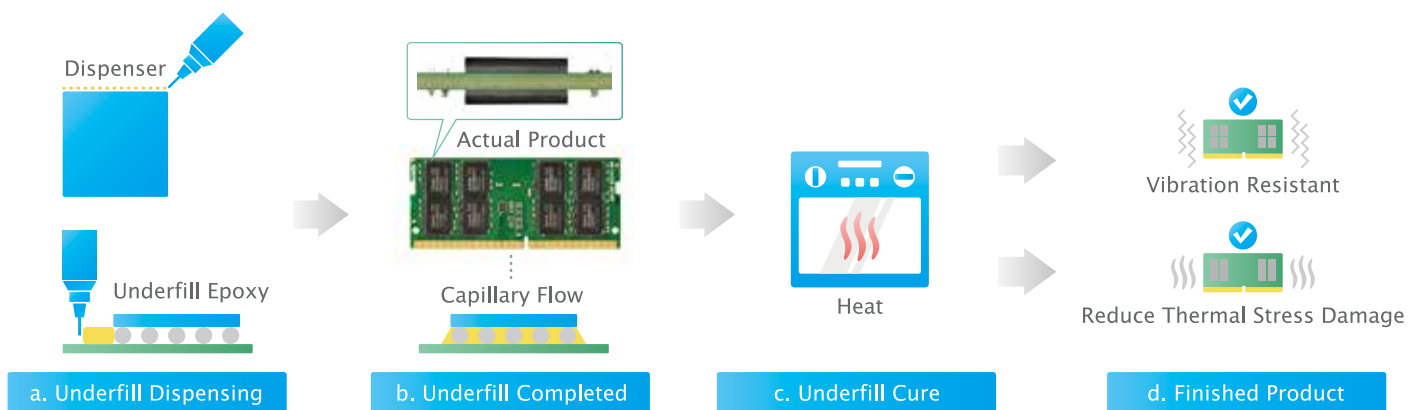 Dispenser
Underfill Epoxy
a. Underfill Dispensing
Actual Product
Capillary Flow
b. Underfill Completed
Heat
c. Underfill Cure
Vibration Resistant
Reduce Thermal Stress Damage
d. Finished Product